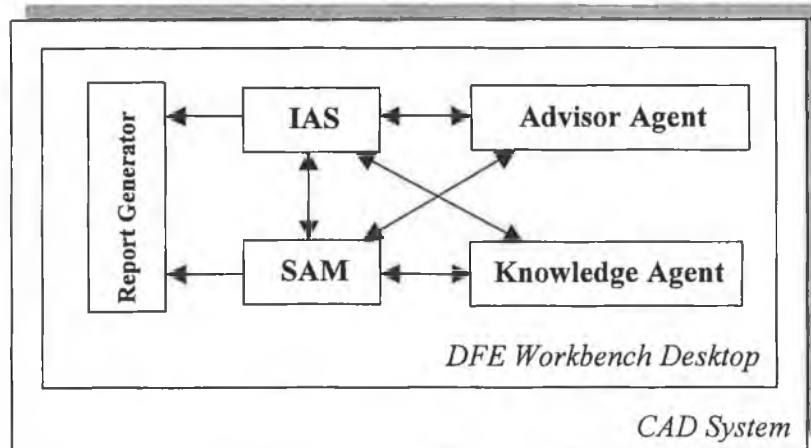 Report Generator
IAS
Advisor Agent
SAM
Knowledge Agent
DFE Workbench Desktop
CAD System